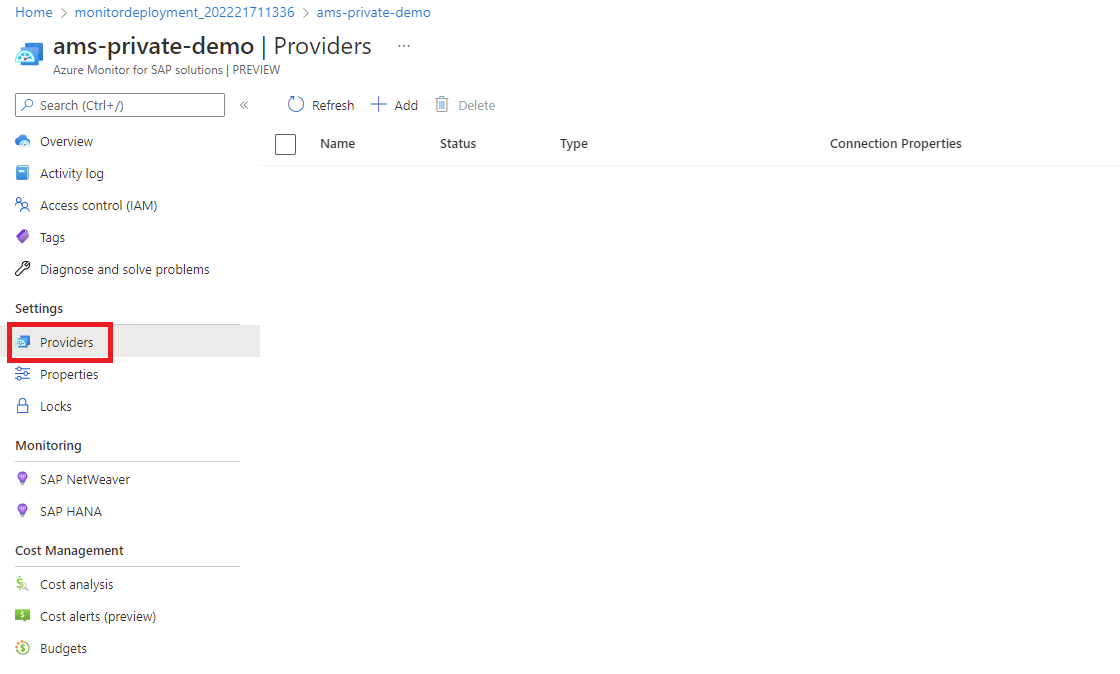 Home > monitordeployment_202221711336 > ams-private-demo
ams-private-demo | Providers ...
Azure Monitor for SAP solutions | PREVIEW
Search (Ctrl+/) «
Refresh Add Delete
Name Status Type Connection Properties
Overview
Activity log
Access control (IAM)
Tags
Diagnose and solve problems
Settings
Providers
Properties
Locks
Monitoring
SAP NetWeaver
SAP HANA
Cost Management
Cost analysis
Cost alerts (preview)
Budgets